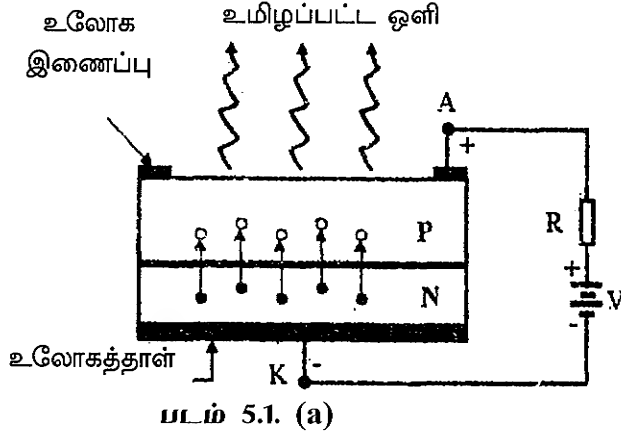 உலோக
இணைப்பு
உமிழப்பட்ட ஒளி
A
+
P
R
+
N
V
-
உலோகத்தாள்
K
-
படம் 5.1. (a)